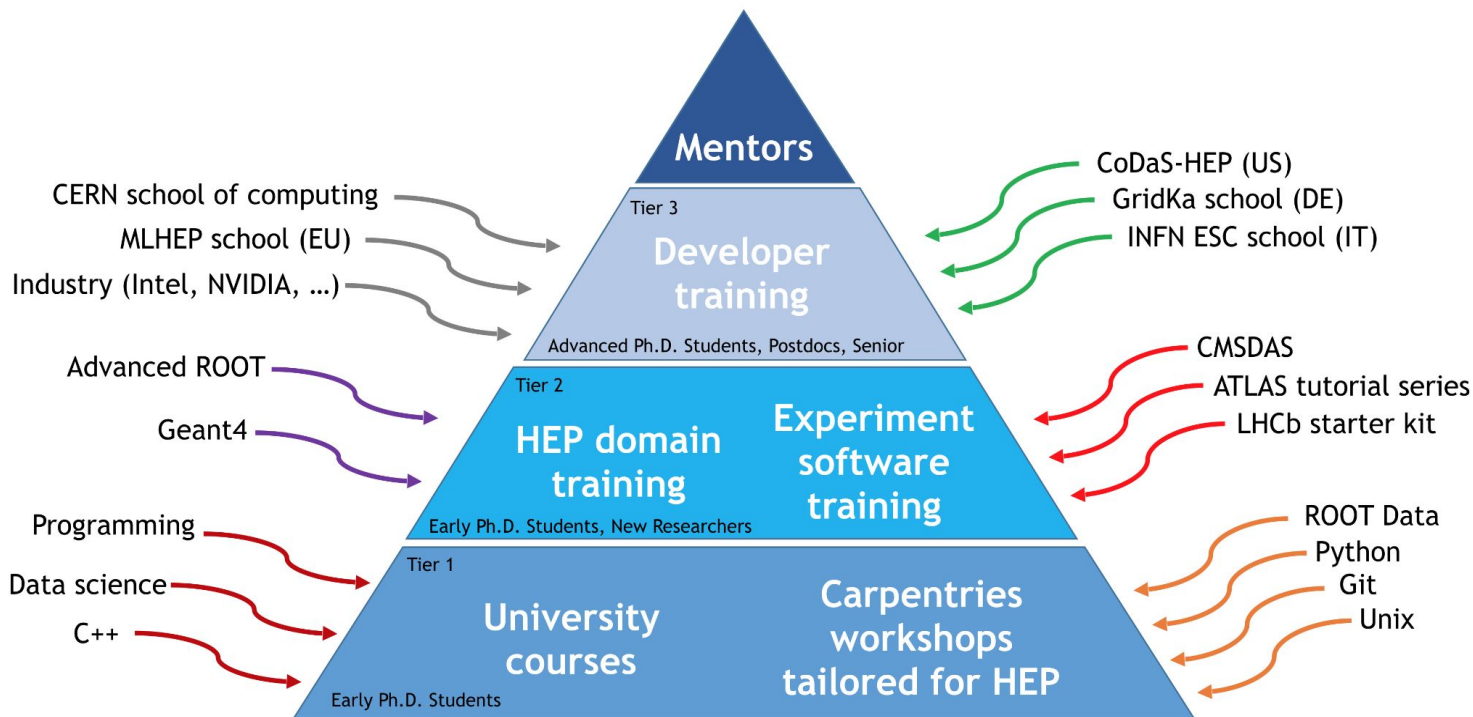 Mentors
CERN school of computing
MLHEP school (EU)
Industry (Intel, NVIDIA, ...)
CoDaS-HEP (US)
GridKa school (DE)
INFN ESC school (IT)
Tier 3
Developer
training
Advanced Ph.D. Students, Postdocs, Senior
Advanced ROOT
Geant4
CMSDAS
ATLAS tutorial series
LHCb starter kit
Tier 2
HEP domain
training
Experiment
software
training
Early Ph.D. Students, New Researchers
Programming
Data science
C++
ROOT Data
Python
Git
Unix
Tier 1
University
courses
Carpentries
workshops
tailored for HEP
Early Ph.D. Students